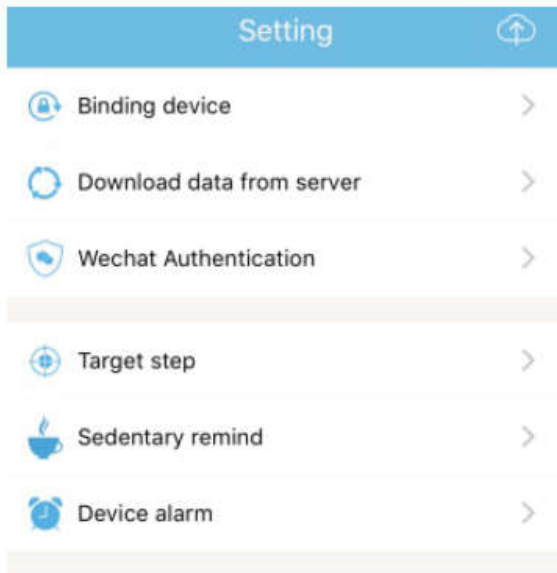 Setting
Binding device
Download data from server
Wechat Authentication
Target step
Sedentary remind
Device alarm